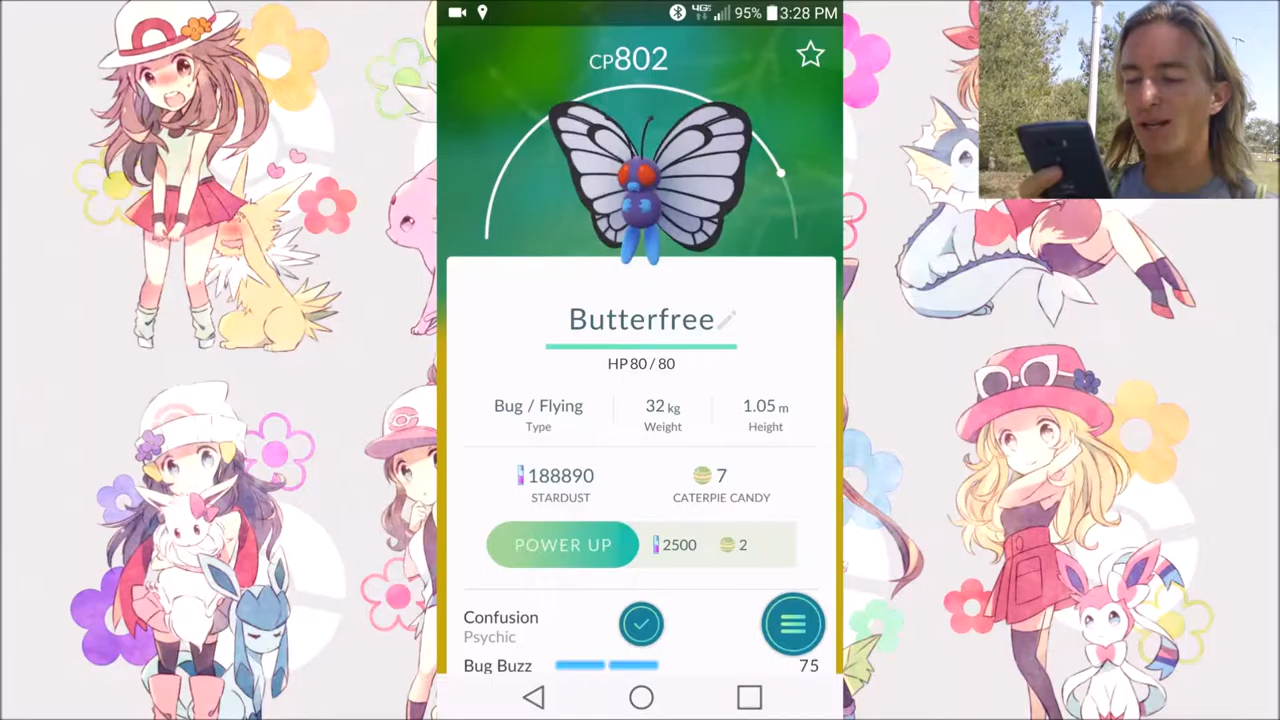 4G 95% 3:28 PM
CP802
Butterfree
HP 80 / 80
Bug / Flying 32 kg 1.05 m
Type Weight Height
188890 7
STARDUST CATERPIE CANDY
POWER UP 2500 2
Confusion
Psychic
Bug Buzz 75